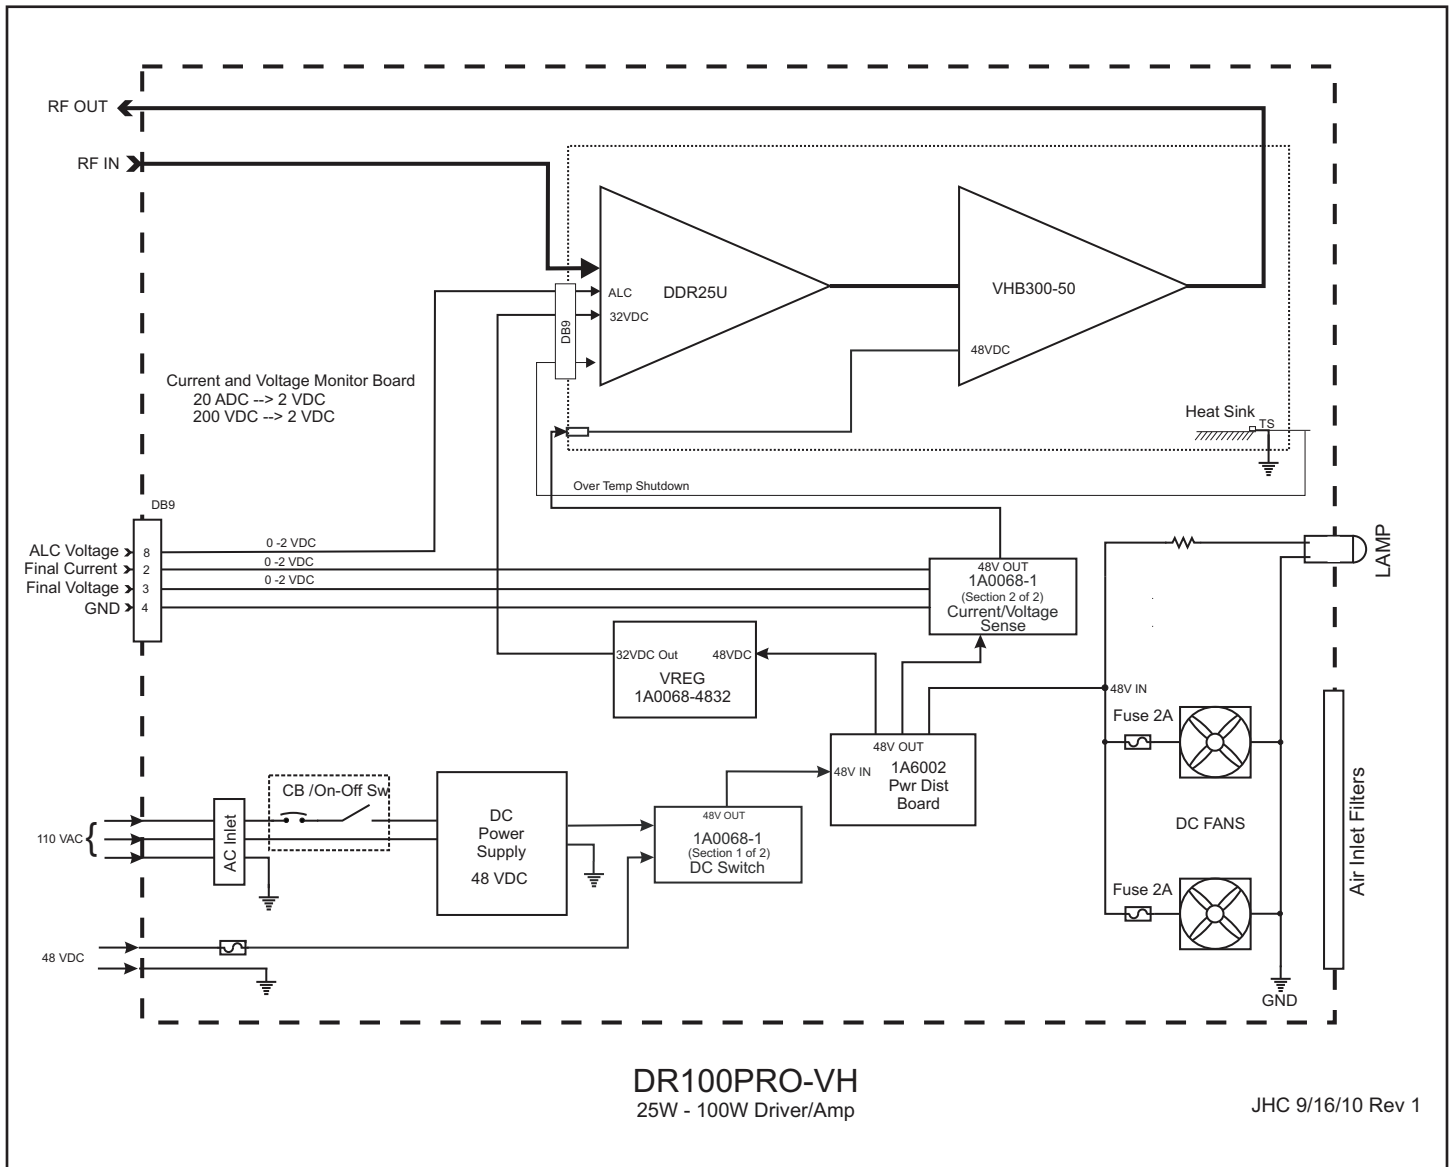 RF OUT
RF IN
ALC
32VDC
DB9
DDR25U
VHB300-50
48VDC
Current and Voltage Monitor Board
20 ADC --> 2 VDC
200 VDC --> 2 VDC
Heat Sink
TS
Over Temp Shutdown
DB9
ALC Voltage
8
0 -2 VDC
Final Current
2
0 -2 VDC
Final Voltage
3
0 -2 VDC
GND
4
48V OUT
1A0068-1
(Section 2 of 2)
Current/Voltage
Sense
LAMP
32VDC Out
48VDC
VREG
1A0068-4832
48V IN
Fuse 2A
48V OUT
48V IN
1A6002
Pwr Dist
Board
CB /On-Off Sw
110 VAC
AC Inlet
DC
Power
Supply
48 VDC
48V OUT
1A0068-1
(Section 1 of 2)
DC Switch
DC FANS
Air Inlet Filters
Fuse 2A
48 VDC
GND
DR100PRO-VH
25W - 100W Driver/Amp
JHC 9/16/10 Rev 1